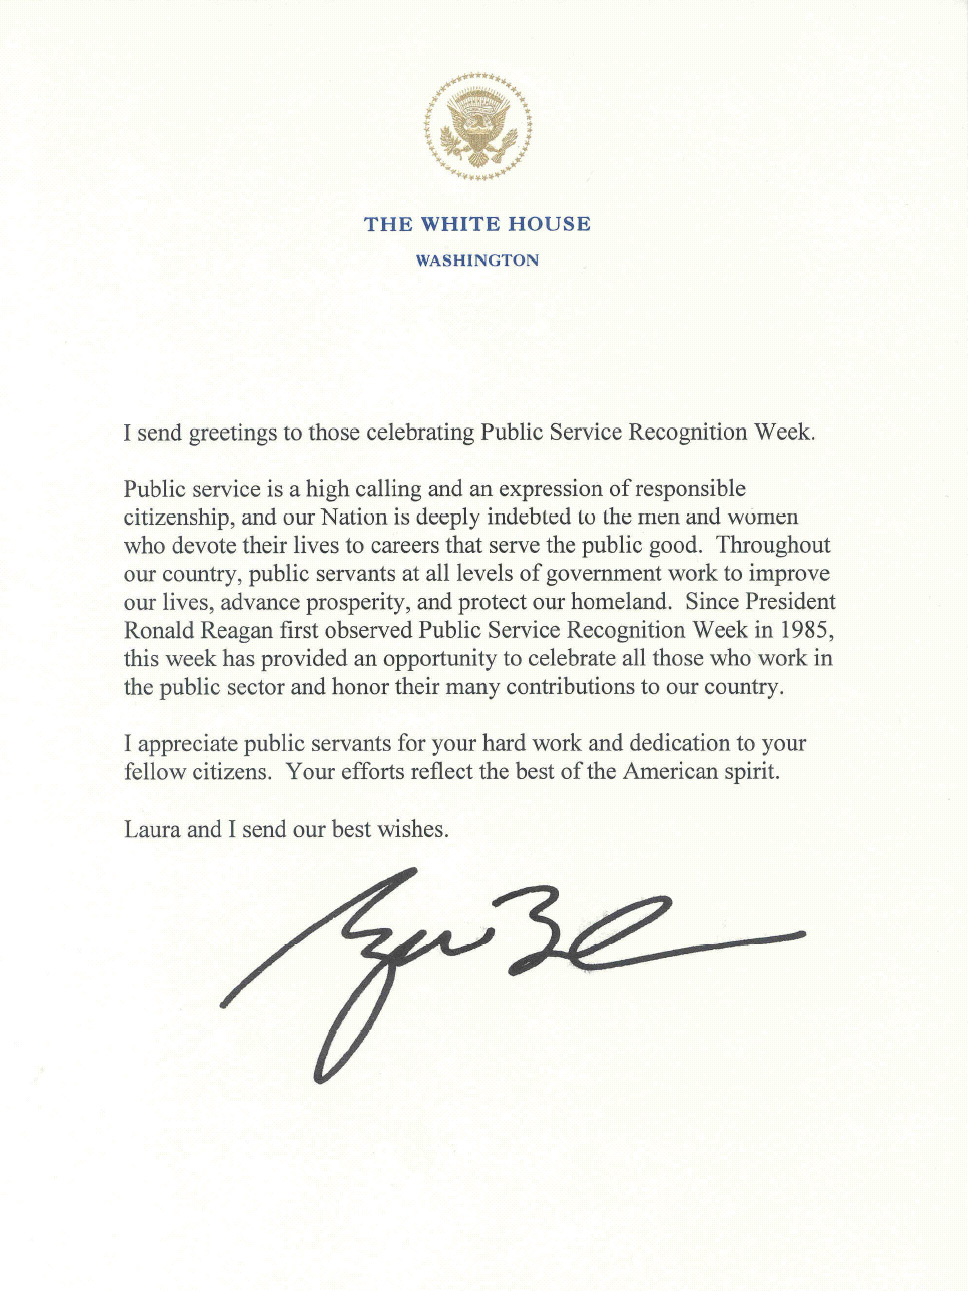 THE WHITE HOUSE
WASHINGTON
I send greetings to those celebrating Public Service Recognition Week.
Public service is a high calling and an expression of responsible
citizenship, and our Nation is deeply indebted to the men and women
who devote their lives to careers that serve the public good.  Throughout
our country, public servants at all levels of government work to improve
our lives, advance prosperity, and protect our homeland.  Since President
Ronald Reagan first observed Public Service Recognition Week in 1985,
this week has provided an opportunity to celebrate all those who work in
the public sector and honor their many contributions to our country.
I appreciate public servants for your hard work and dedication to your
fellow citizens.  Your efforts reflect the best of the American spirit.
Laura and I send our best wishes.